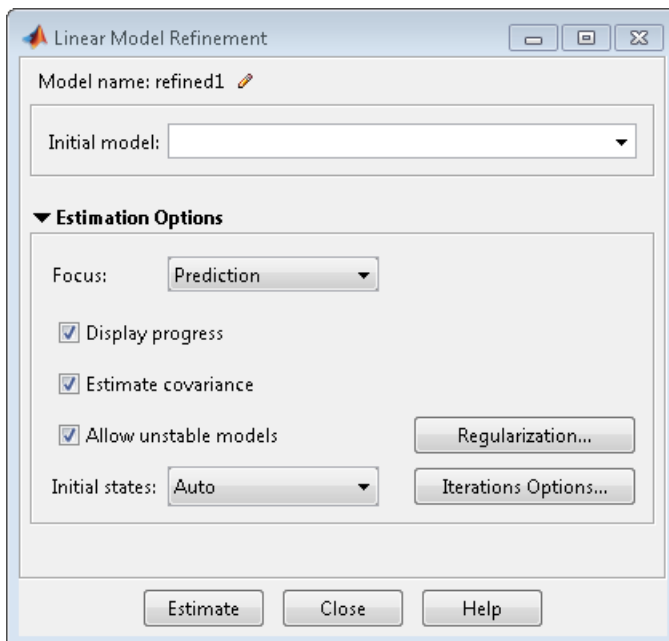 Linear Model Refinement
Model name: refined1
Initial model:
Estimation Options
Focus: Prediction
Display progress
Estimate covariance
Allow unstable models Regularization...
Initial states: Auto Iterations Options...
Estimate Close Help